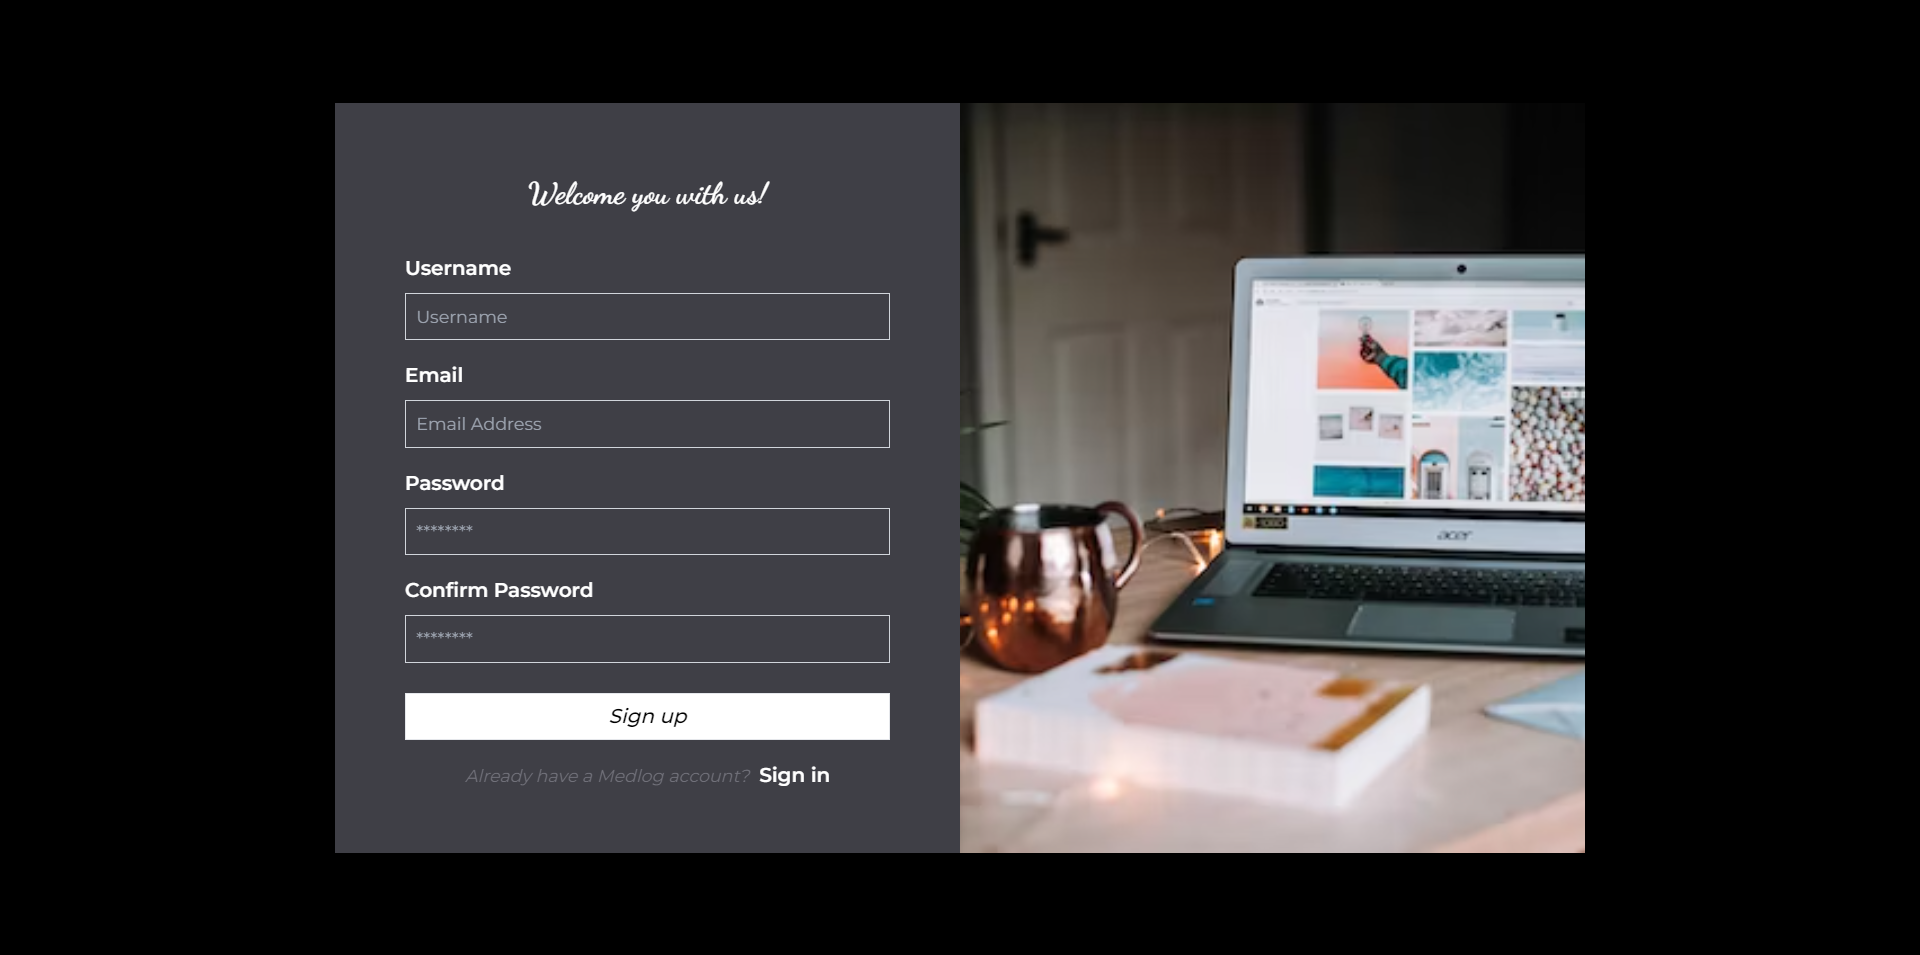 Welcome you with us!
Username
Username
Email
Email Address
Password
********
Confirm Password
********
Sign up
Already have a Medlog account? Sign in
acer